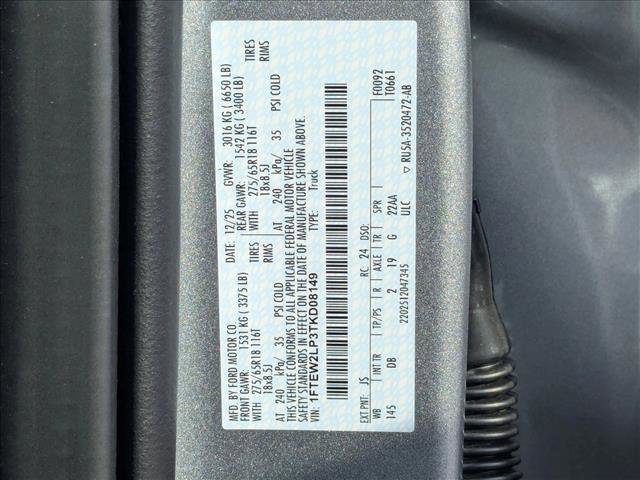 MFD. BY FORD MOTOR CO.
12/25 GVWR: 3016 KG ( 6650 LB)
FRONT GAWR: 1531 KG ( 3375 LB) REAR GAWR: 1542 KG ( 3400 LB)
WITH 275/65R18 116T TIRES WITH 275/65R18 116T TIRES
18x8.5J RIMS 18x8.5J RIMS
AT 240 kPa/ 35 PSI COLD AT 240 kPa/ 35 PSI COLD
THIS VEHICLE CONFORMS TO ALL APPLICABLE FEDERAL MOTOR VEHICLE
SAFETY STANDARDS IN EFFECT ON THE DATE OF MANUFACTURE SHOWN ABOVE.
VIN: 1FTEW2LP3TKD08149 TYPE: Truck
F0092
T0661
EXT PNT: JS RC: 24 DSO:
WB INT TR TP/PS R AXLE TR SPR
145 DB 2 19 G 22AA
2202512047345 ULC
▽ RU5A-3520472-AB